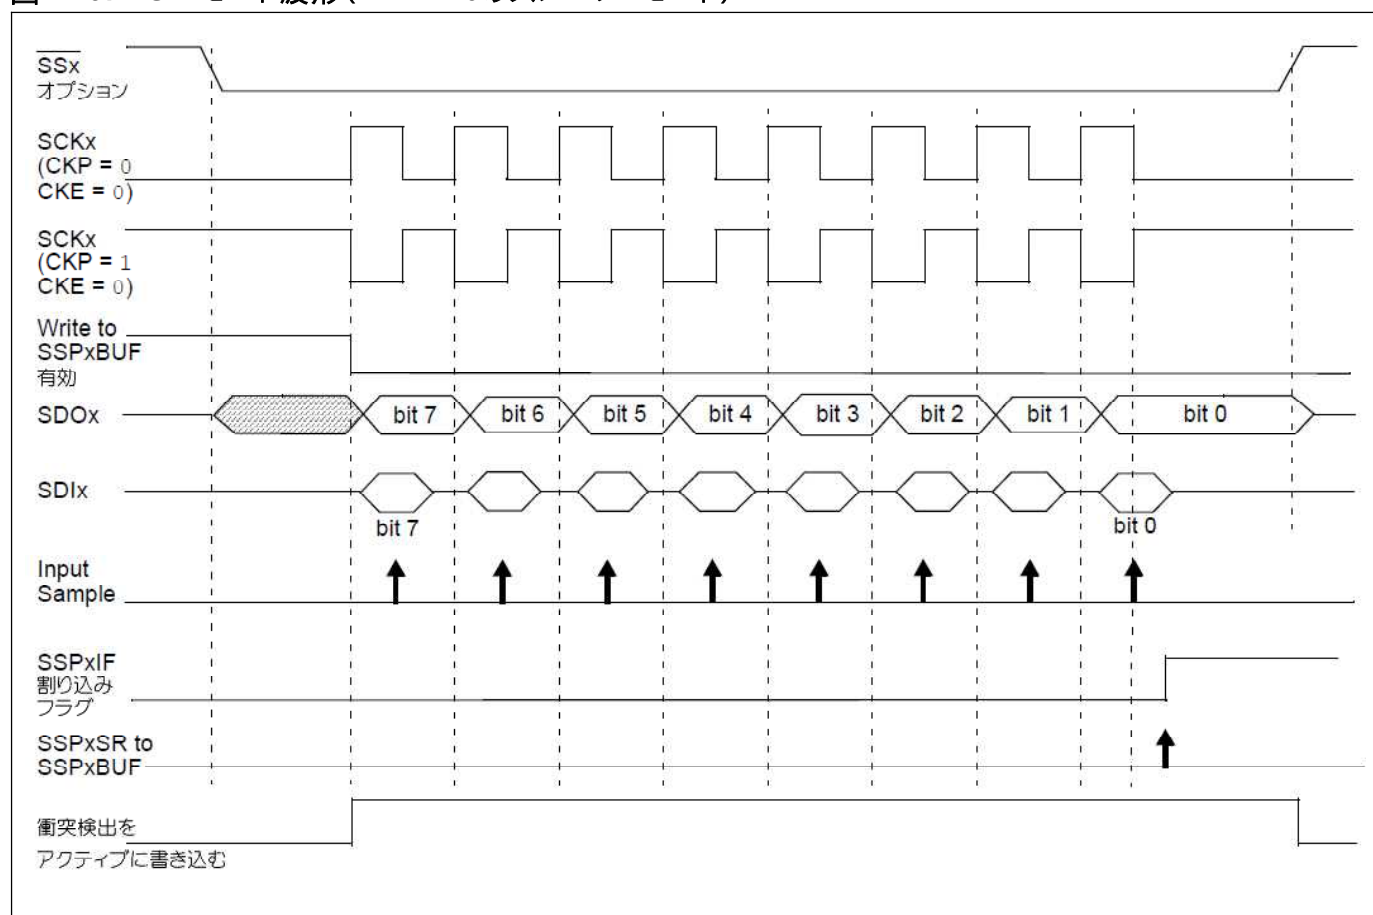 SSx
オプション
SCKx
(CKP = 0
CKE = 0)
SCKx
(CKP = 1
CKE = 0)
Write to
SSPxBUF
有効
SDOx
bit 7
bit 6
bit 5
bit 4
bit 3
bit 2
bit 1
bit 0
SDIx
bit 7
bit 0
Input
Sample
SSPxIF
割り込み
フラグ
SSPxSR to
SSPxBUF
衝突検出を
アクティブに書き込む